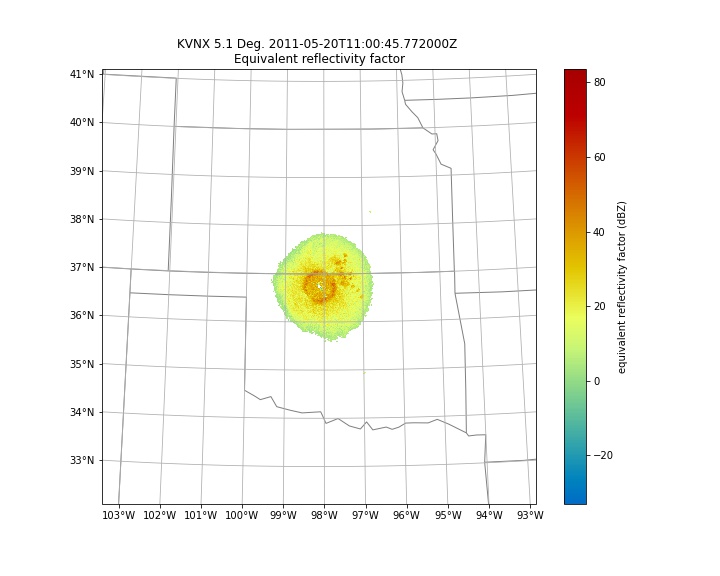 KVNX 5.1 Deg. 2011-05-20T11:00:45.772000Z
Equivalent reflectivity factor
41°N
40°N
39°N
38°N
37°N
36°N
35°N
34°N
33°N
103°W 102°W 101°W 100°W 99°W 98°W 97°W 96°W 95°W 94°W 93°W
80
60
40
20
0
−20
equivalent reflectivity factor (dBZ)